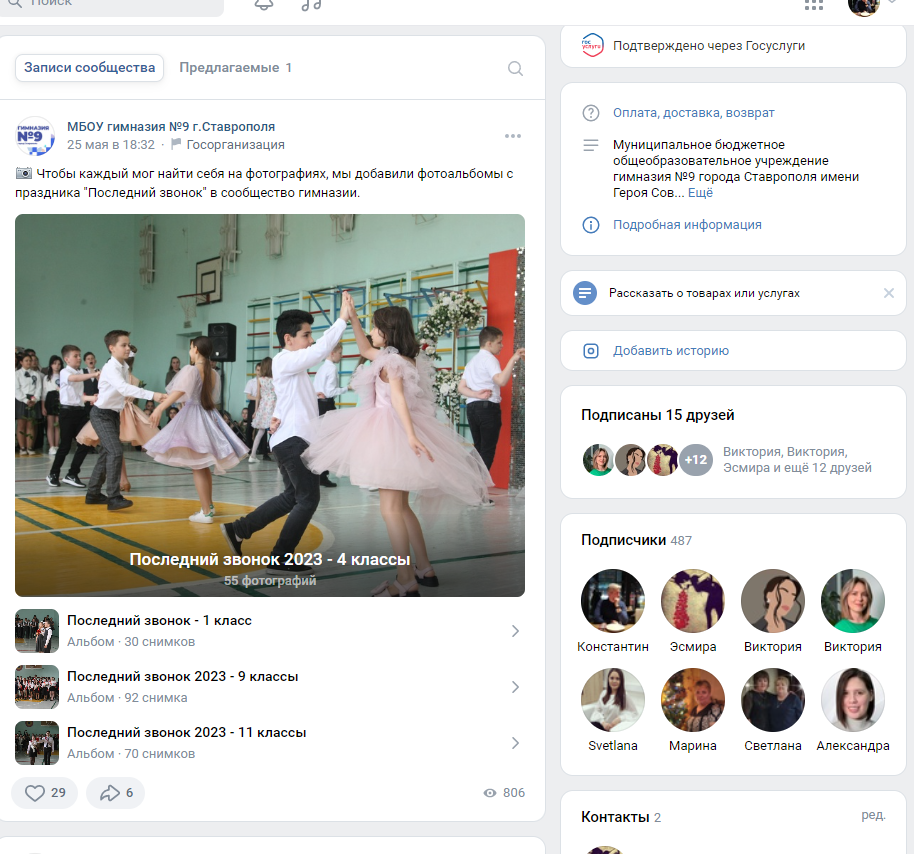 Поиск
Записи сообщества
Предлагаемые 1
ГИМНАЗИЯ
№9
МБОУ гимназия №9 г.Ставрополя
25 мая в 18:32 · Госорганизация
Чтобы каждый мог найти себя на фотографиях, мы добавили фотоальбомы с
праздника "Последний звонок" в сообщество гимназии.
Последний звонок 2023 - 4 классы
55 фотографий
Последний звонок - 1 класс
Альбом · 30 снимков
Последний звонок 2023 - 9 классы
Альбом · 92 снимка
Последний звонок 2023 - 11 классы
Альбом · 70 снимков
29
6
806
гос
услуги
Подтверждено через Госуслуги
Оплата, доставка, возврат
Муниципальное бюджетное
общеобразовательное учреждение
гимназия №9 города Ставрополя имени
Героя Сов... Ещё
Подробная информация
Рассказать о товарах или услугах
Добавить историю
Подписаны 15 друзей
+12
Виктория, Виктория,
Эсмира и ещё 12 друзей
Подписчики 487
Константин
Эсмира
Виктория
Виктория
Svetlana
Марина
Светлана
Александра
Контакты 2
ред.